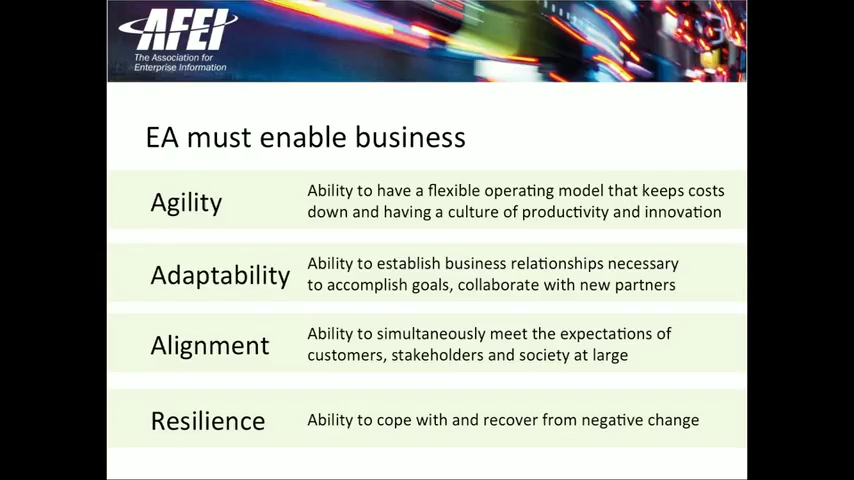 AFEI
The Association for
Enterprise Information
EA must enable business
Agility
Ability to have a flexible operating model that keeps costs
down and having a culture of productivity and innovation
Adaptability
Ability to establish business relationships necessary
to accomplish goals, collaborate with new partners
Alignment
Ability to simultaneously meet the expectations of
customers, stakeholders and society at large
Resilience
Ability to cope with and recover from negative change